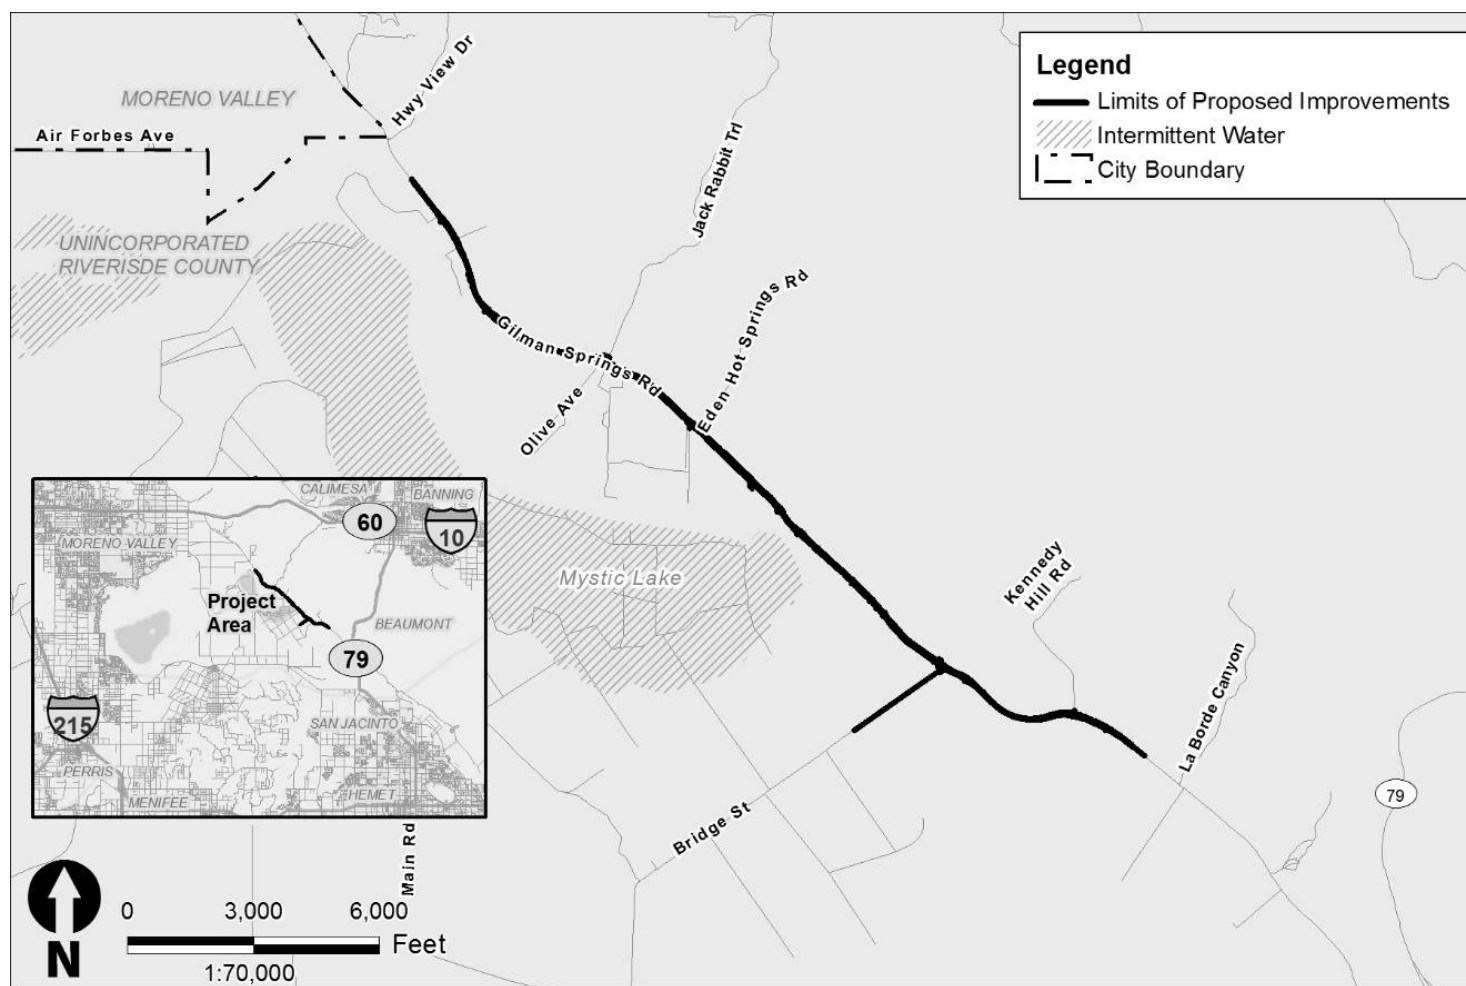 Legend
Limits of Proposed Improvements
Intermittent Water
City Boundary
MORENO VALLEY
Air Forbes Ave
Hwy View Dr
UNINCORPORATED
RIVERISDE COUNTY
Jack Rabbit Trl
Eden Hot Springs Rd
Gilman Springs Rd
Olive Ave
Mystic Lake
Kennedy
Hill Rd
La Borde Canyon
79
Bridge St
Main Rd
CALIMESA
BANNING
60
10
MORENO VALLEY
Project
Area
BEAUMONT
79
215
SAN JACINTO
PERRIS
MENIFEE
HEMET
N
0 3,000 6,000
Feet
1:70,000